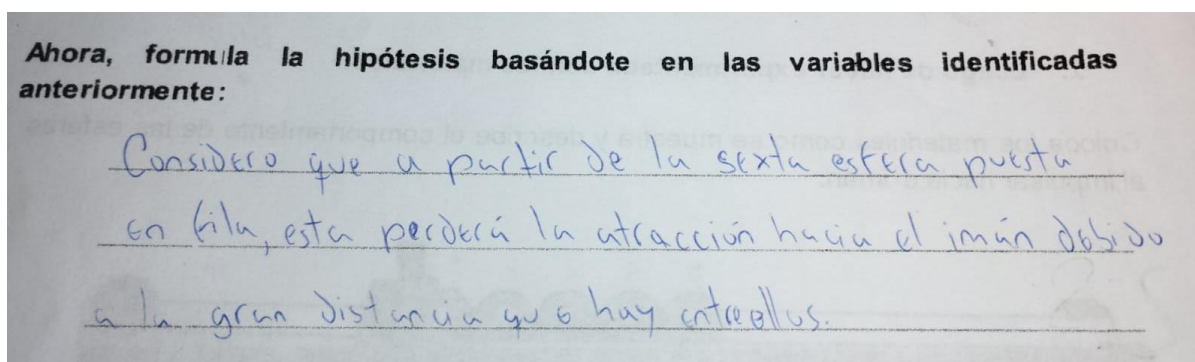 Ahora, formula la hipótesis basándote en las variables identificadas
anteriormente:
Considero que a partir de la sexta esfera puesta
en fila, esta perderá la atracción hacia el imán debido
a la gran distancia que hay entre ellos.